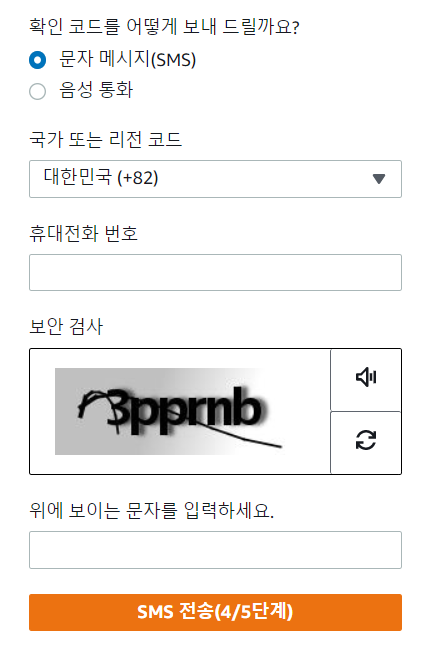 확인 코드를 어떻게 보내 드릴까요?
문자 메시지(SMS)
음성 통화
국가 또는 리전 코드
대한민국 (+82)
휴대전화 번호
보안 검사
위에 보이는 문자를 입력하세요.
SMS 전송(4/5단계)